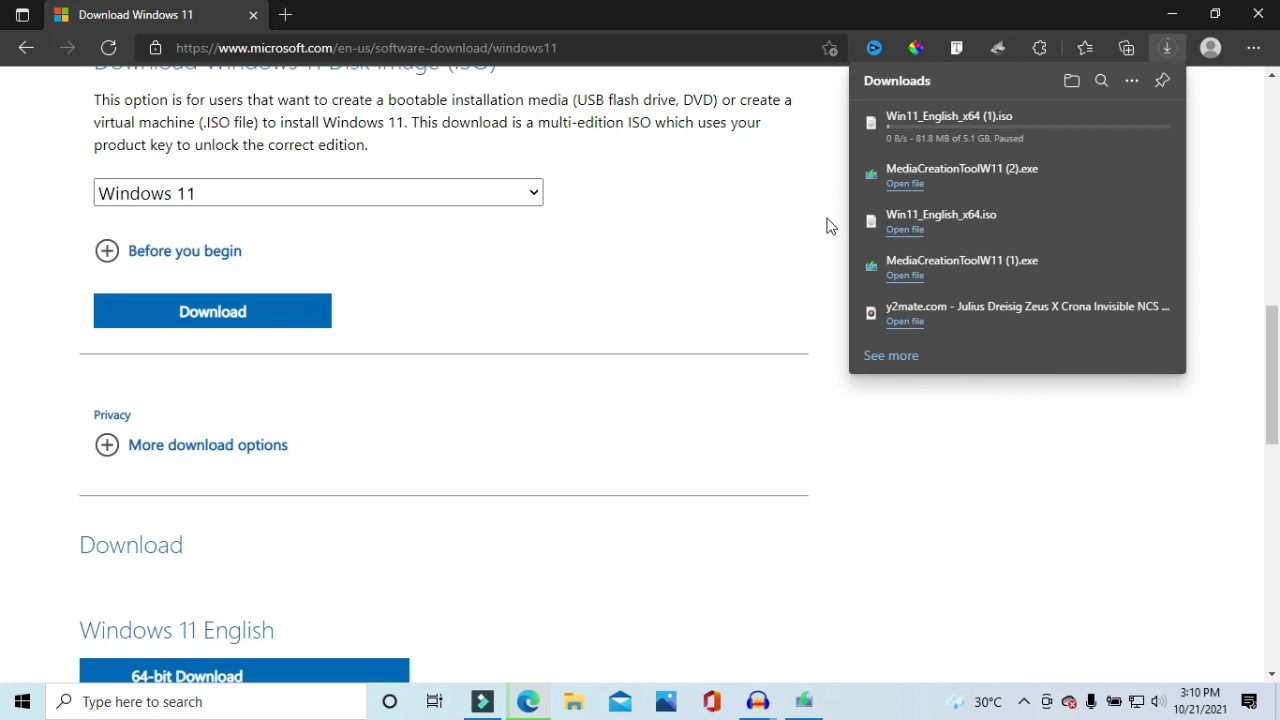 Download Windows 11
https://www.microsoft.com/en-us/software-download/windows11
Download Windows 11 Disk Image (ISO)
This option is for users that want to create a bootable installation media (USB flash drive, DVD) or create a
virtual machine (.ISO file) to install Windows 11. This download is a multi-edition ISO which uses your
product key to unlock the correct edition.
Windows 11
Before you begin
Download
Privacy
More download options
Download
Windows 11 English
64-bit Download
Downloads
Win11_English_x64 (1).iso
0 B/s - 81.8 MB of 5.1 GB, Paused
MediaCreationToolW11 (2).exe
Open file
Win11_English_x64.iso
Open file
MediaCreationToolW11 (1).exe
Open file
y2mate.com - Julius Dreisig Zeus X Crona Invisible NCS ...
Open file
See more
Type here to search
30°C
3:10 PM
10/21/2021